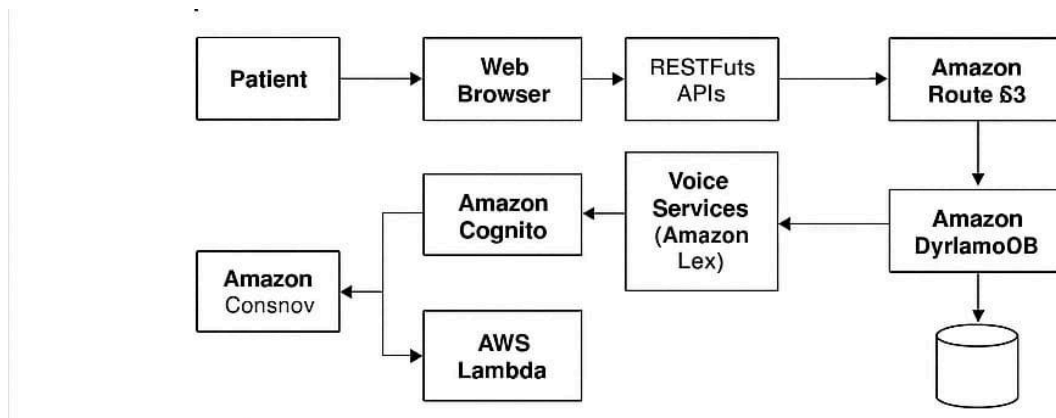 Patient
Web
Browser
RESTFuts
APIs
Amazon
Route ß3
Amazon
Cognito
Voice
Services
(Amazon
Lex)
Amazon
DyrlamoOB
Amazon
Consnov
AWS
Lambda